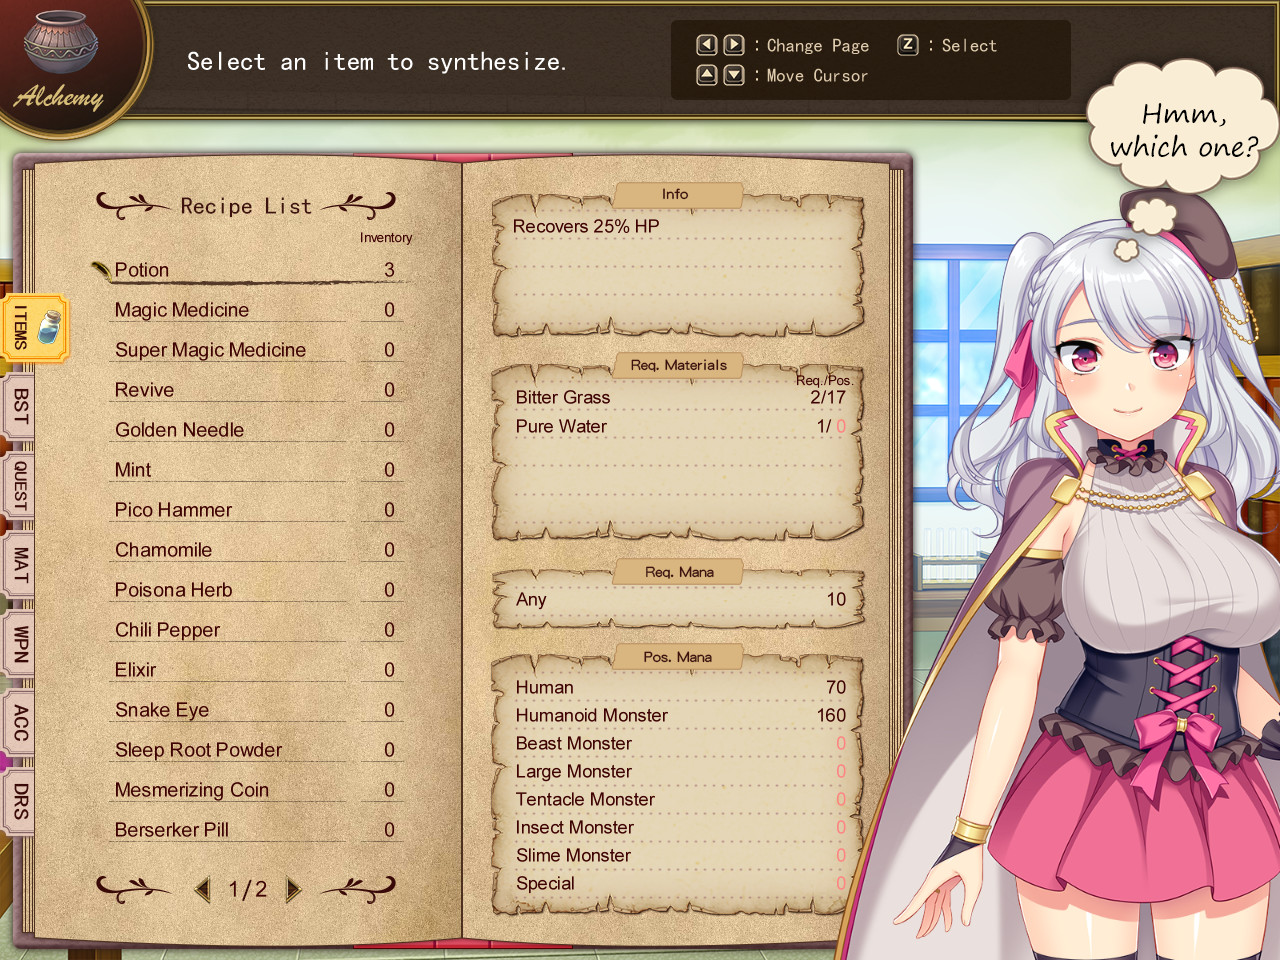 Alchemy
Select an item to synthesize.
: Change Page
Z : Select
: Move Cursor
Hmm,
which one?
Recipe List
Inventory
Potion 3
Magic Medicine 0
Super Magic Medicine 0
Revive 0
Golden Needle 0
Mint 0
Pico Hammer 0
Chamomile 0
Poisona Herb 0
Chili Pepper 0
Elixir 0
Snake Eye 0
Sleep Root Powder 0
Mesmerizing Coin 0
Berserker Pill 0
1/2
ITEMS
BST
QUEST
MAT
WPN
ACC
DRS
Info
Recovers 25% HP
Req. Materials
Req./Pos.
Bitter Grass 2/17
Pure Water 1/ 0
Req. Mana
Any 10
Pos. Mana
Human 70
Humanoid Monster 160
Beast Monster 0
Large Monster 0
Tentacle Monster 0
Insect Monster 0
Slime Monster 0
Special 0